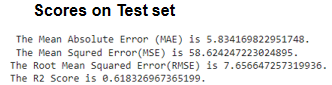 Scores on Test set
The Mean Absolute Error (MAE) is 5.834169822951748.
The Mean Squred Error(MSE) is 58.624247223024895.
The Root Mean Squared Error(RMSE) is 7.656647257319936.
The R2 Score is 0.618326967365199.